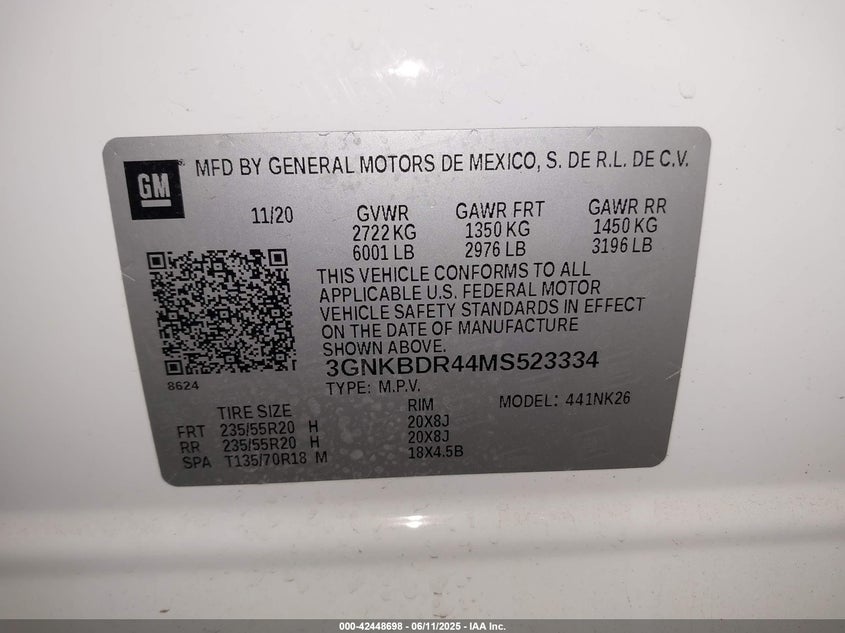 GM
MFD BY GENERAL MOTORS DE MEXICO, S. DE R.L. DE C.V.
11/20 GVWR GAWR FRT GAWR RR
2722 KG 1350 KG 1450 KG
6001 LB 2976 LB 3196 LB
THIS VEHICLE CONFORMS TO ALL
APPLICABLE U.S. FEDERAL MOTOR
VEHICLE SAFETY STANDARDS IN EFFECT
ON THE DATE OF MANUFACTURE
SHOWN ABOVE.
3GNKBDR44MS523334
8624
TYPE: M.P.V. MODEL: 441NK26
TIRE SIZE RIM
FRT 235/55R20 H 20X8J
RR 235/55R20 H 20X8J
SPA T135/70R18 M 18X4.5B
000-42448698 - 06/11/2025 - IAA Inc.